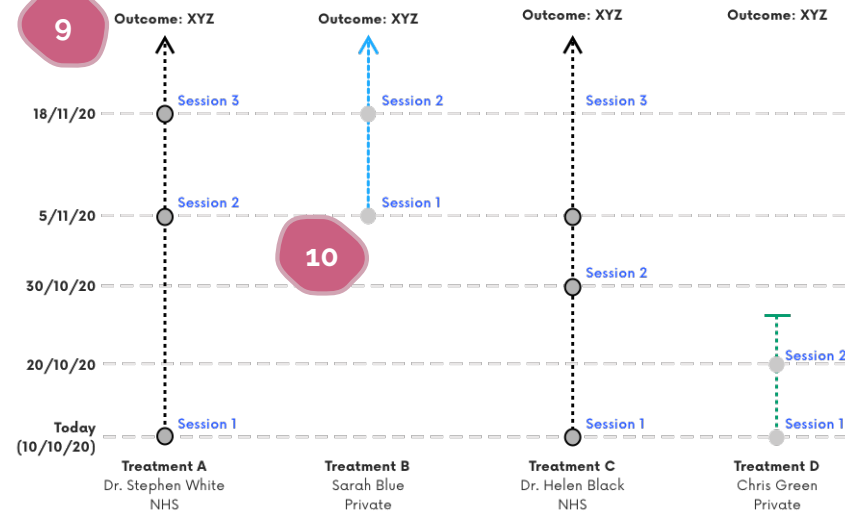 9
Outcome: XYZ
Outcome: XYZ
Outcome: XYZ
Outcome: XYZ
18/11/20
Session 3
Session 2
Session 3
5/11/20
Session 2
Session 1
10
30/10/20
Session 2
20/10/20
Session 2
Today
(10/10/20)
Session 1
Session 1
Session 1
Treatment A
Dr. Stephen White
NHS
Treatment B
Sarah Blue
Private
Treatment C
Dr. Helen Black
NHS
Treatment D
Chris Green
Private